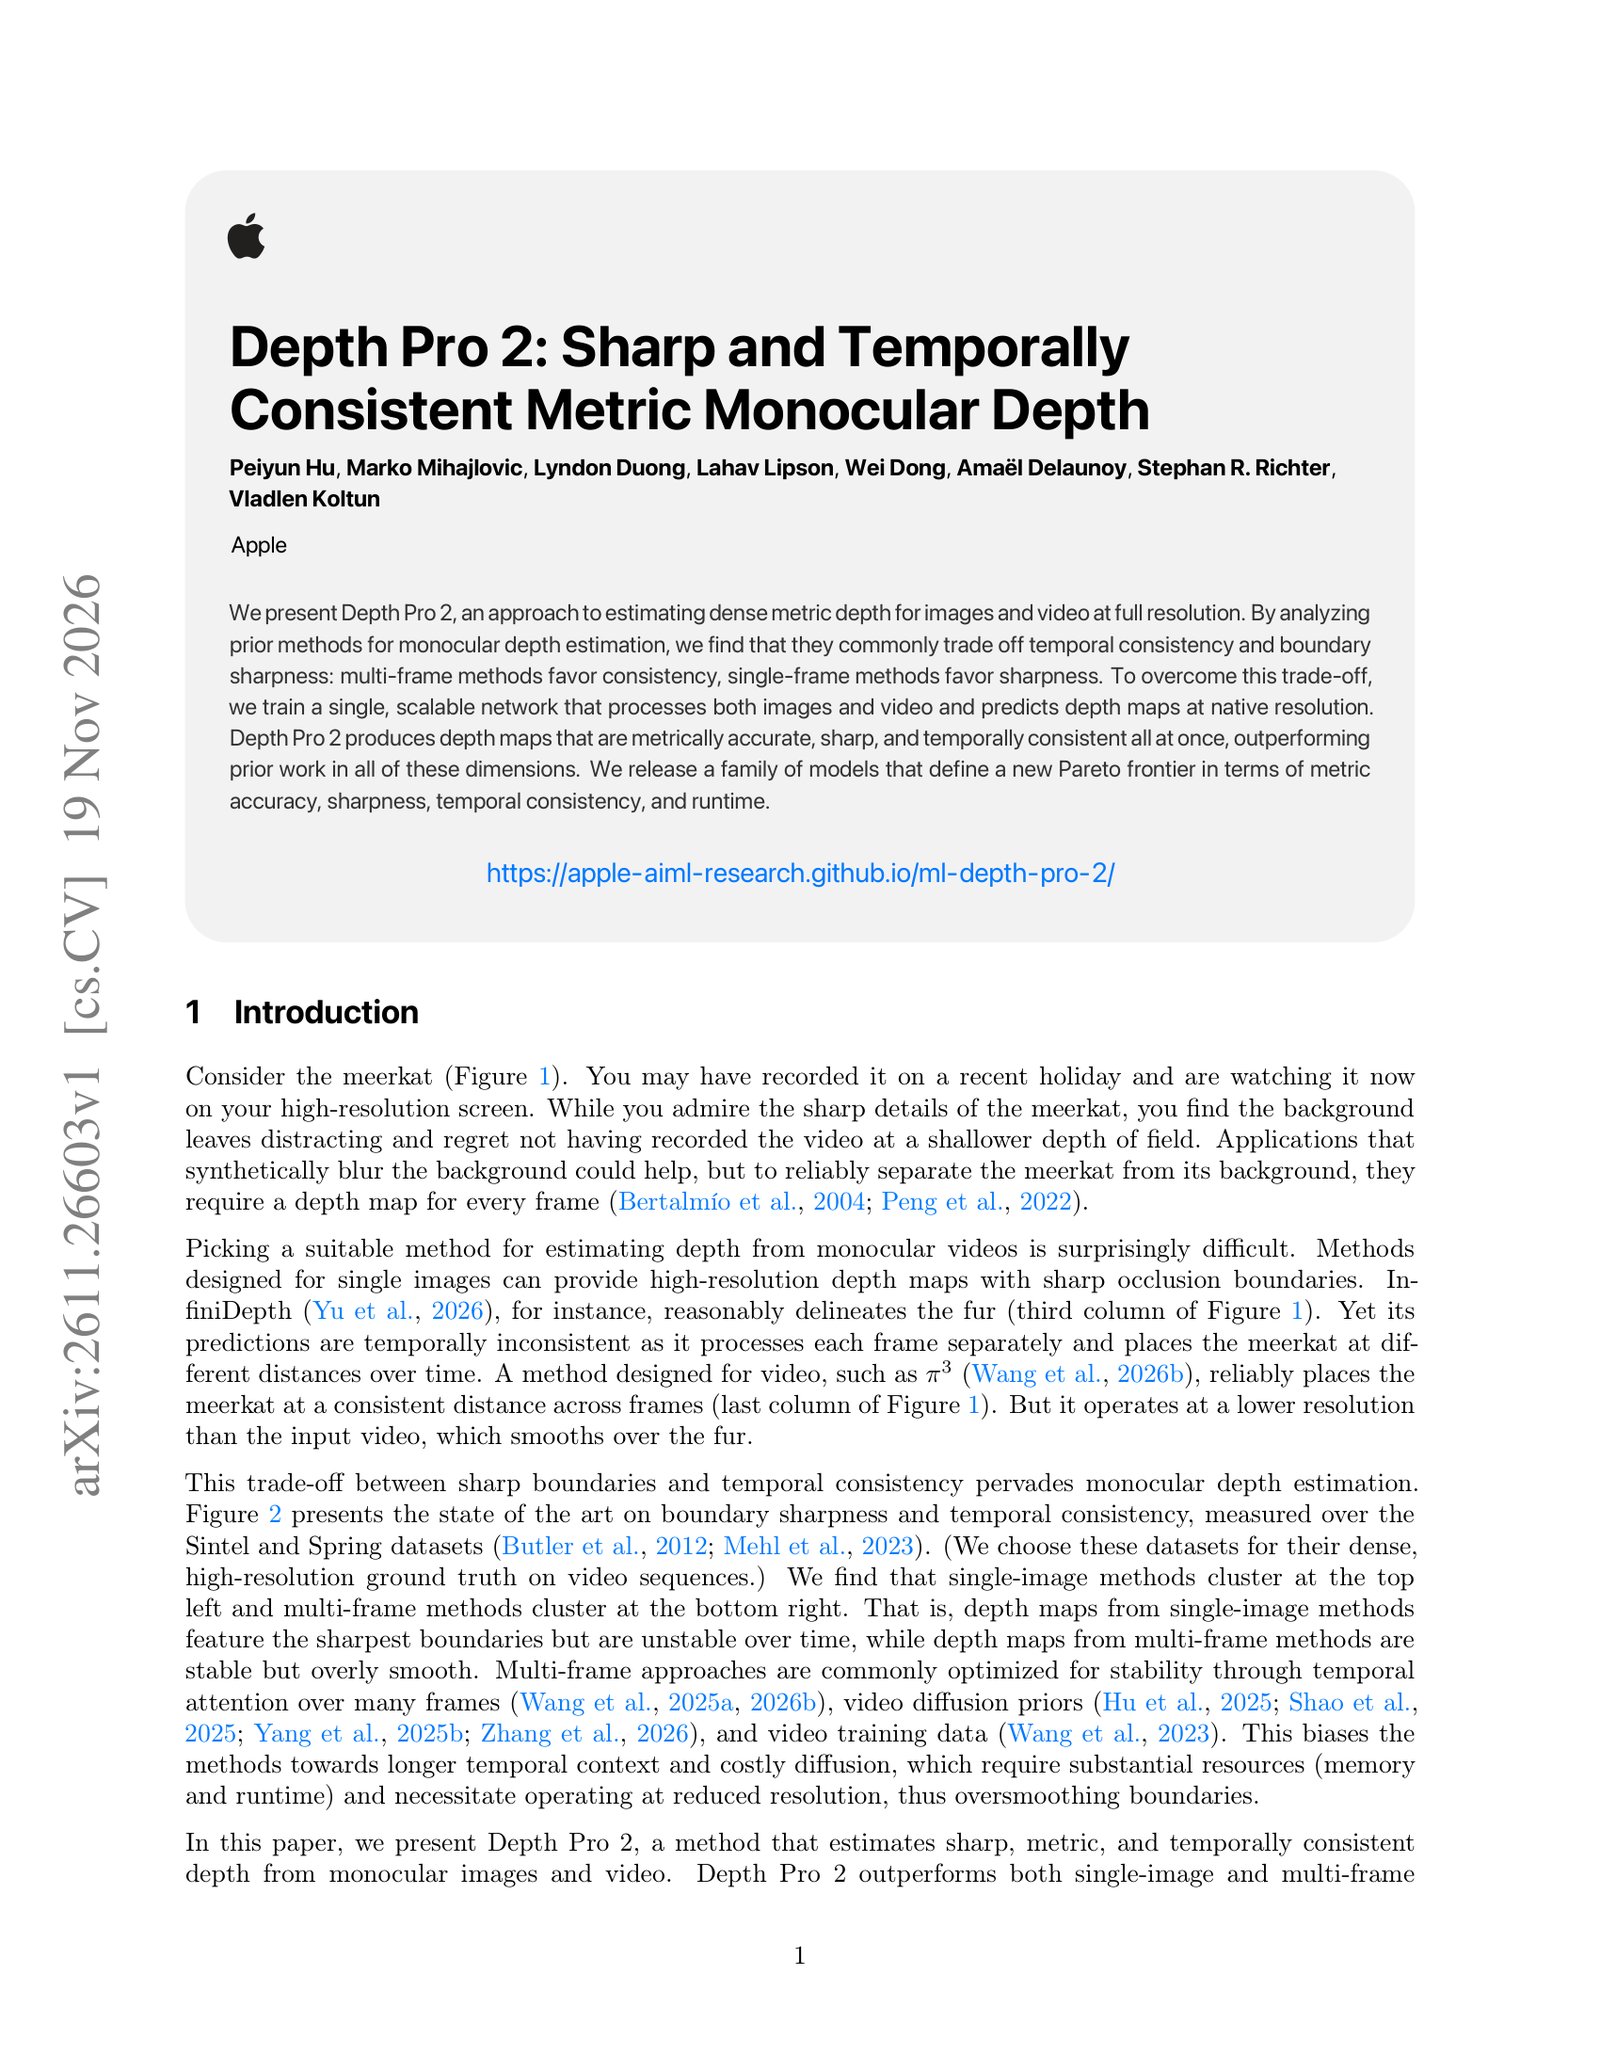 Depth Pro 2: Sharp and Temporally
Consistent Metric Monocular Depth
Peiyun Hu, Marko Mihajlovic, Lyndon Duong, Lahav Lipson, Wei Dong, Amaël Delaunoy, Stephan R. Richter,
Vladlen Koltun
Apple
We present Depth Pro 2, an approach to estimating dense metric depth for images and video at full resolution. By analyzing
prior methods for monocular depth estimation, we find that they commonly trade off temporal consistency and boundary
sharpness: multi-frame methods favor consistency, single-frame methods favor sharpness. To overcome this trade-off,
we train a single, scalable network that processes both images and video and predicts depth maps at native resolution.
Depth Pro 2 produces depth maps that are metrically accurate, sharp, and temporally consistent all at once, outperforming
prior work in all of these dimensions. We release a family of models that define a new Pareto frontier in terms of metric
accuracy, sharpness, temporal consistency, and runtime.
https://apple-aiml-research.github.io/ml-depth-pro-2/
arXiv:2611.26603v1 [cs.CV] 19 Nov 2026
1 Introduction
Consider the meerkat (Figure 1). You may have recorded it on a recent holiday and are watching it now
on your high-resolution screen. While you admire the sharp details of the meerkat, you find the background
leaves distracting and regret not having recorded the video at a shallower depth of field. Applications that
synthetically blur the background could help, but to reliably separate the meerkat from its background, they
require a depth map for every frame (Bertalmío et al., 2004; Peng et al., 2022).
Picking a suitable method for estimating depth from monocular videos is surprisingly difficult. Methods
designed for single images can provide high-resolution depth maps with sharp occlusion boundaries. In-
finiDepth (Yu et al., 2026), for instance, reasonably delineates the fur (third column of Figure 1). Yet its
predictions are temporally inconsistent as it processes each frame separately and places the meerkat at dif-
ferent distances over time. A method designed for video, such as π³ (Wang et al., 2026b), reliably places the
meerkat at a consistent distance across frames (last column of Figure 1). But it operates at a lower resolution
than the input video, which smooths over the fur.
This trade-off between sharp boundaries and temporal consistency pervades monocular depth estimation.
Figure 2 presents the state of the art on boundary sharpness and temporal consistency, measured over the
Sintel and Spring datasets (Butler et al., 2012; Mehl et al., 2023). (We choose these datasets for their dense,
high-resolution ground truth on video sequences.) We find that single-image methods cluster at the top
left and multi-frame methods cluster at the bottom right. That is, depth maps from single-image methods
feature the sharpest boundaries but are unstable over time, while depth maps from multi-frame methods are
stable but overly smooth. Multi-frame approaches are commonly optimized for stability through temporal
attention over many frames (Wang et al., 2025a, 2026b), video diffusion priors (Hu et al., 2025; Shao et al.,
2025; Yang et al., 2025b; Zhang et al., 2026), and video training data (Wang et al., 2023). This biases the
methods towards longer temporal context and costly diffusion, which require substantial resources (memory
and runtime) and necessitate operating at reduced resolution, thus oversmoothing boundaries.
In this paper, we present Depth Pro 2, a method that estimates sharp, metric, and temporally consistent
depth from monocular images and video. Depth Pro 2 outperforms both single-image and multi-frame
1